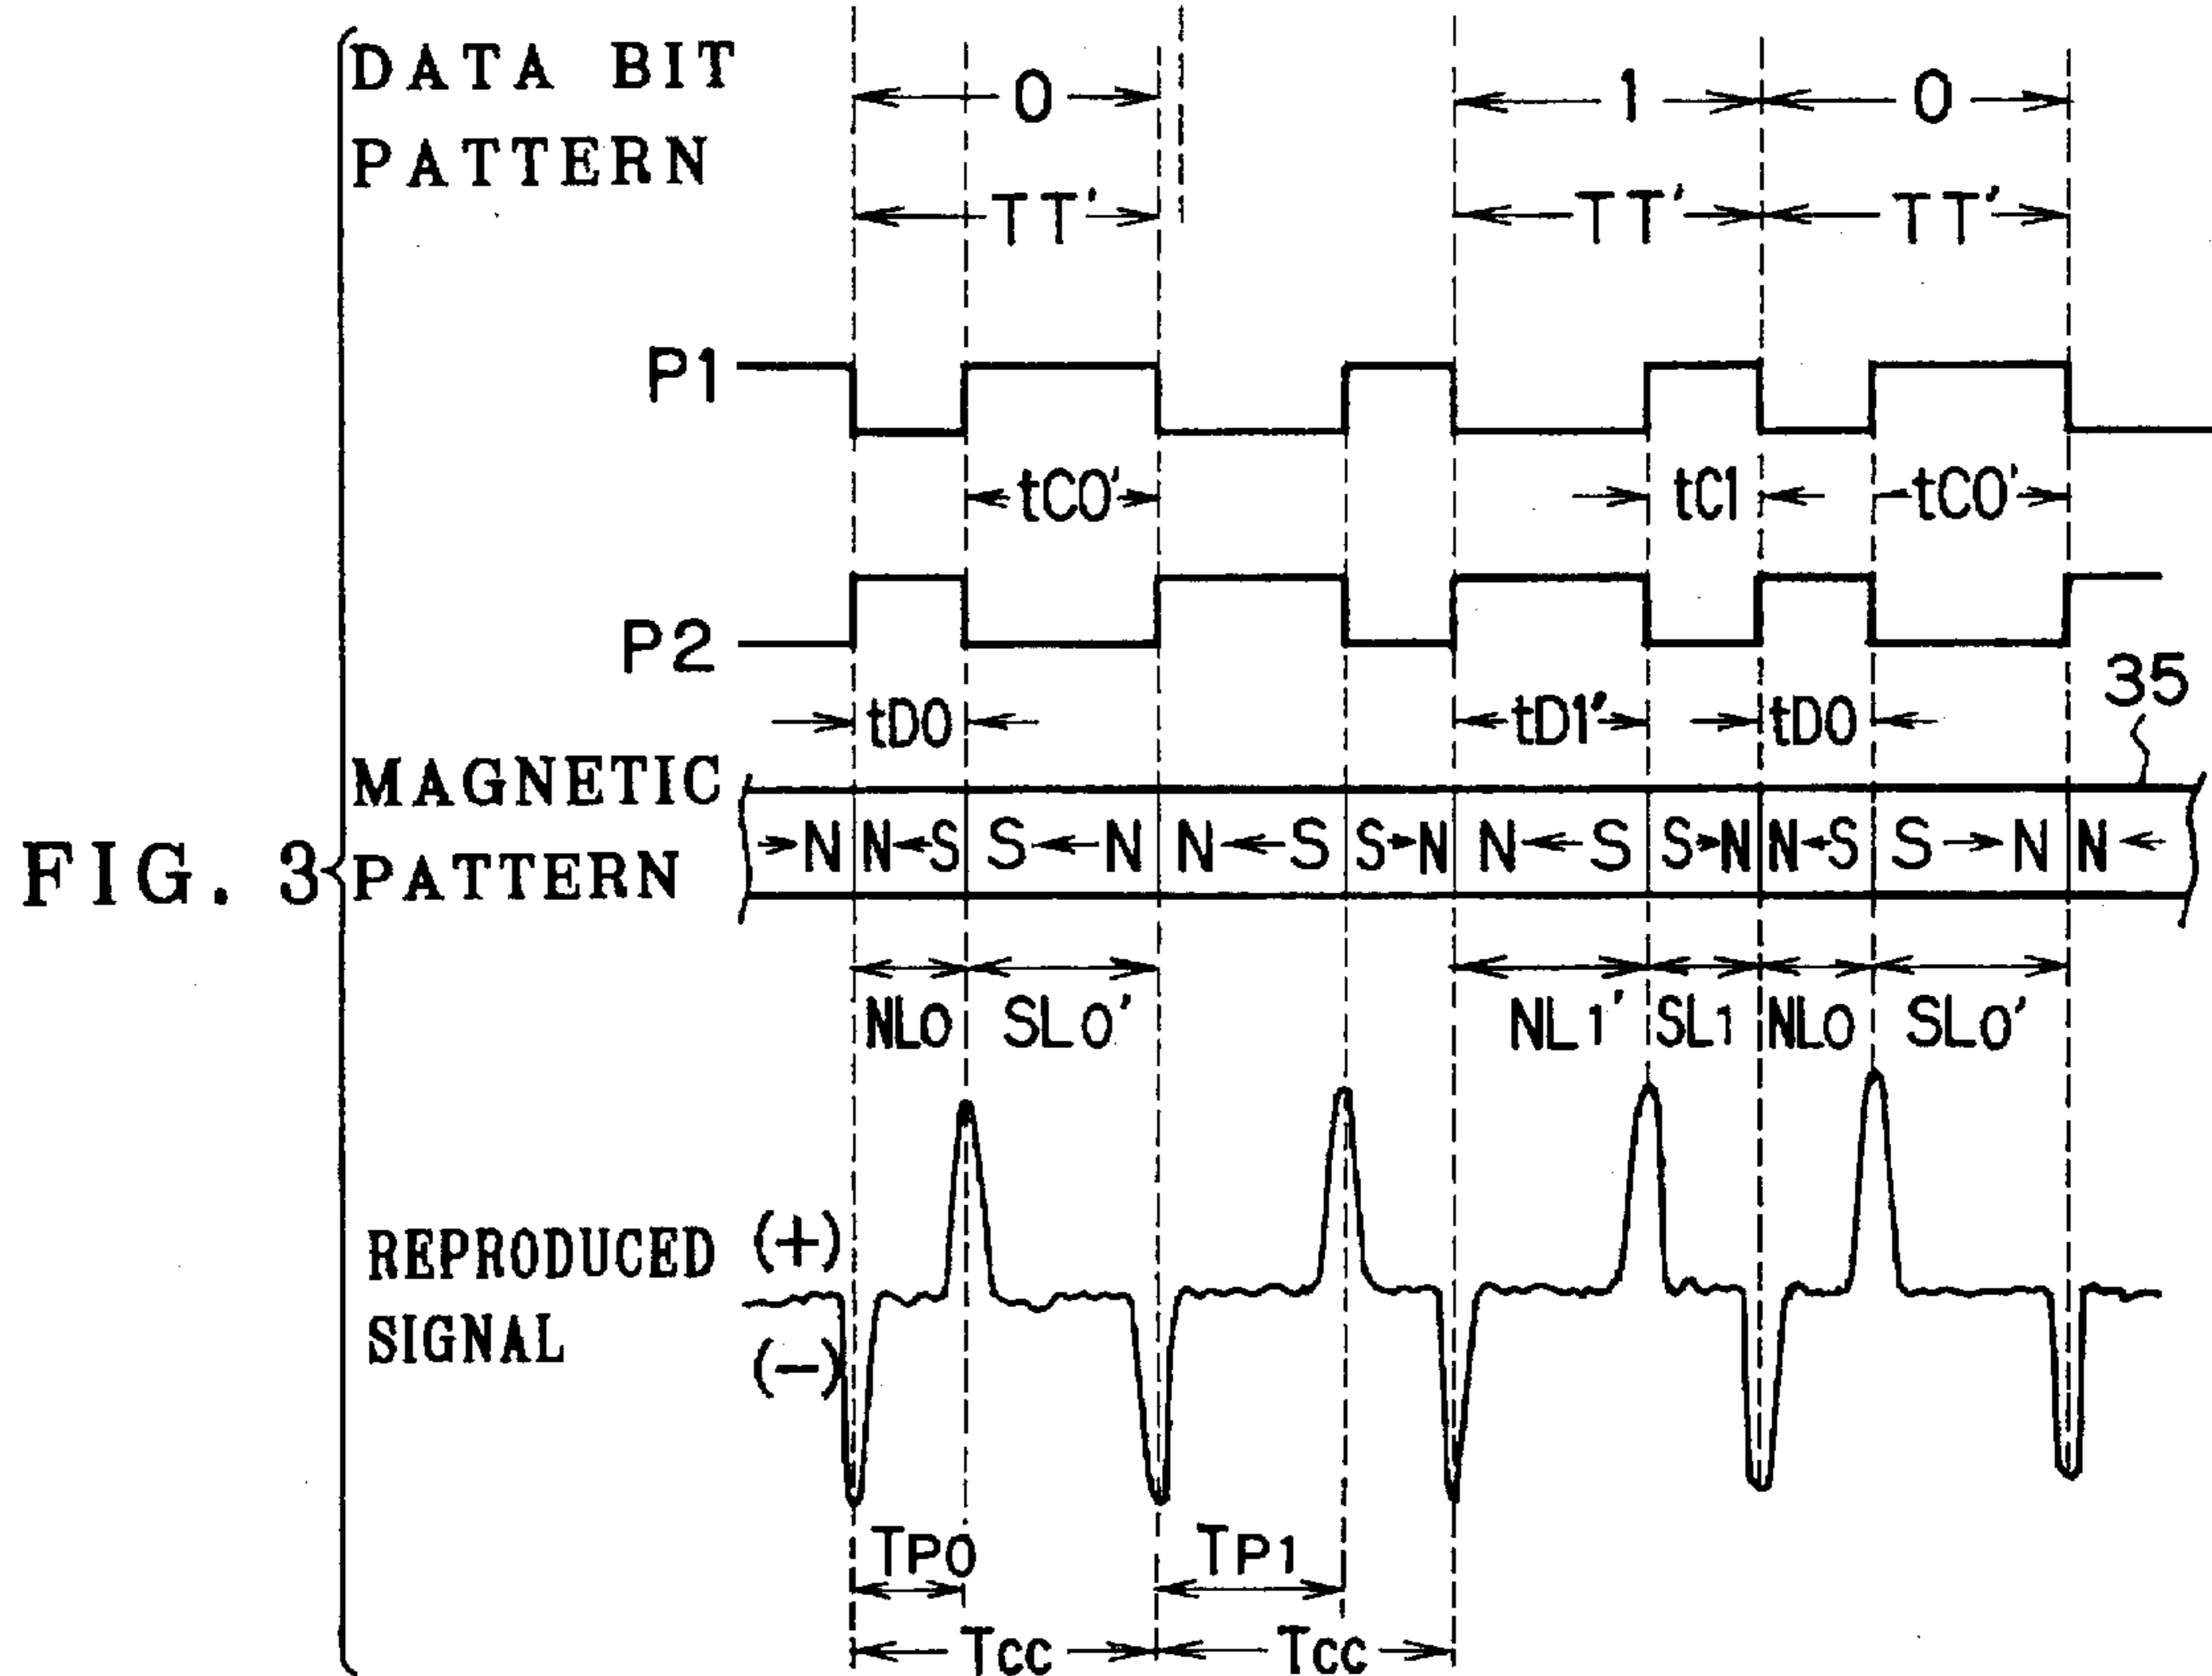 DATA BIT
PATTERN
0 1 0
TT' TT' TT'
P1
tC0' tC1 tC0'
P2
35
tD0 tD1' tD0
MAGNETIC
PATTERN
FIG. 3
N N S S N N S S N N S S N N S S N N
NL0 SL0' NL1' SL1 NL0 SL0'
REPRODUCED
SIGNAL
(+)
(-)
TP0 TP1
TCC TCC